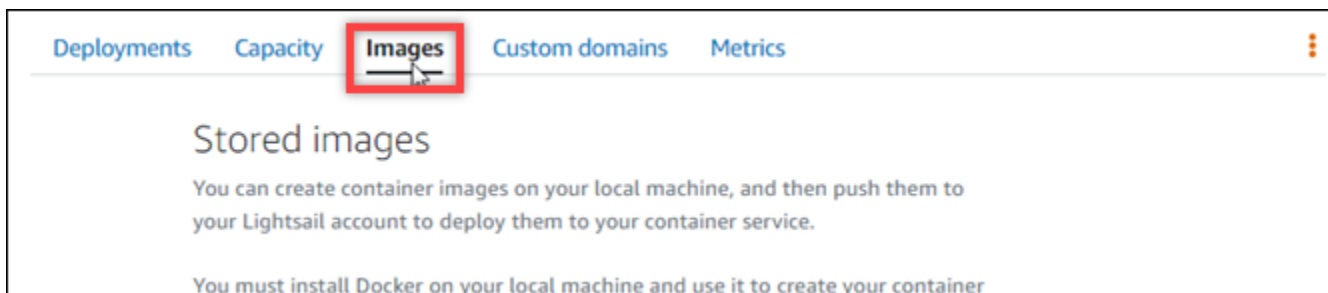 Deployments Capacity Images Custom domains Metrics
Stored images
You can create container images on your local machine, and then push them to
your Lightsail account to deploy them to your container service.
You must install Docker on your local machine and use it to create your container